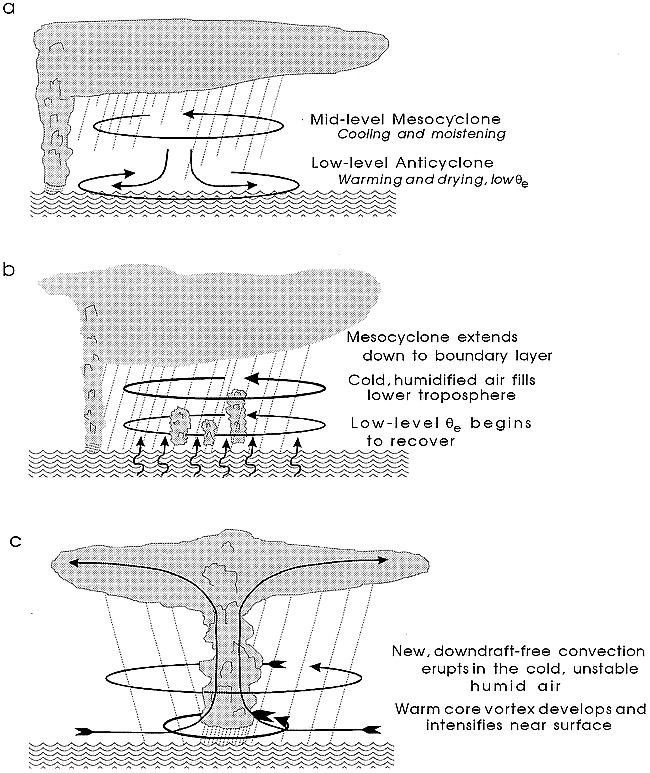 a
Mid-level Mesocyclone
Cooling and moistening
Low-level Anticyclone
Warming and drying, low θe
b
Mesocyclone extends
down to boundary layer
Cold, humidified air fills
lower troposphere
Low-level θe begins
to recover
c
New, downdraft-free convection
erupts in the cold, unstable
humid air
Warm core vortex develops and
intensifies near surface